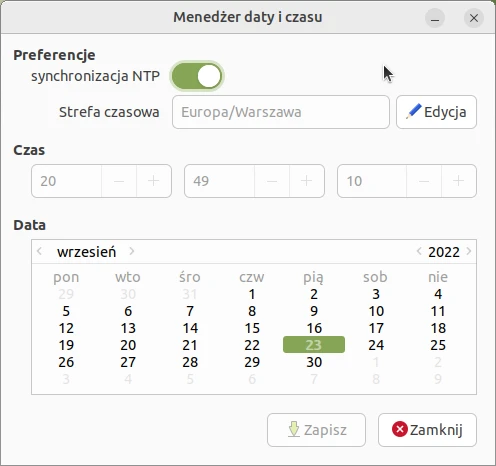 Menedżer daty i czasu
Preferencje
synchronizacja NTP
Strefa czasowa Europa/Warszawa Edycja
Czas
20 49 10
Data
wrzesień 2022
pon wto śro czw pią sob nie
29 30 31 1 2 3 4
5 6 7 8 9 10 11
12 13 14 15 16 17 18
19 20 21 22 23 24 25
26 27 28 29 30 1 2
3 4 5 6 7 8 9
Zapisz Zamknij